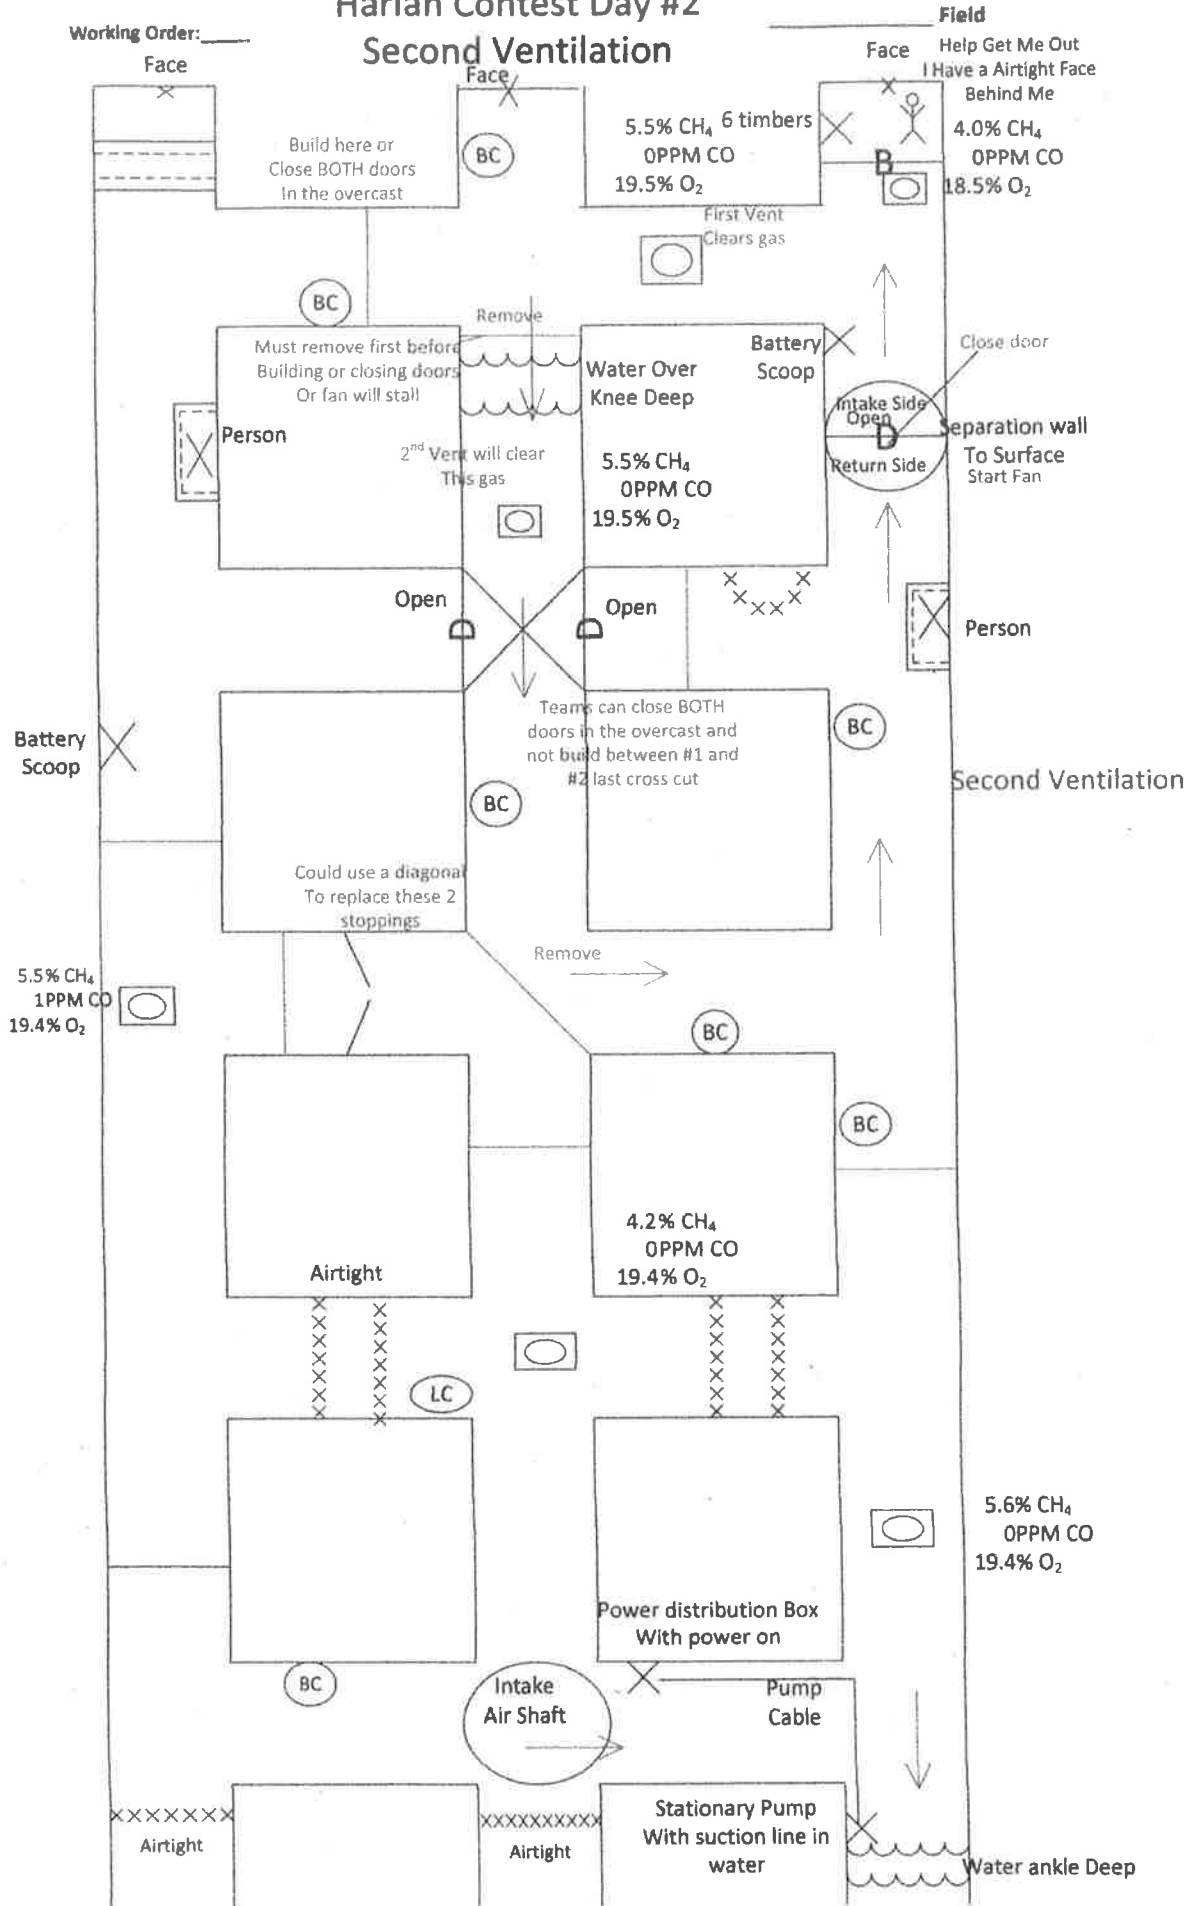 Harlan Contest Day #2
Second Ventilation
Working Order:_____
_______________ Field
Face
Face
Face
Help Get Me Out
I Have a Airtight Face
Behind Me
Build here or
Close BOTH doors
In the overcast
BC
5.5% CH₄
0PPM CO
19.5% O₂
6 timbers
4.0% CH₄
0PPM CO
18.5% O₂
B
First Vent
Clears gas
BC
Remove
Must remove first before
Building or closing doors
Or fan will stall
Water Over
Knee Deep
Battery
Scoop
Close door
Intake Side
Open
D
Return Side
Separation wall
To Surface
Start Fan
Person
2nd Vent will clear
This gas
5.5% CH₄
0PPM CO
19.5% O₂
Open
D
D
Open
Person
Teams can close BOTH
doors in the overcast and
not build between #1 and
#2 last cross cut
BC
Battery
Scoop
BC
Second Ventilation
Could use a diagonal
To replace these 2
stoppings
Remove
5.5% CH₄
1PPM CO
19.4% O₂
BC
BC
4.2% CH₄
0PPM CO
19.4% O₂
Airtight
LC
5.6% CH₄
0PPM CO
19.4% O₂
Power distribution Box
With power on
BC
Intake
Air Shaft
Pump
Cable
Airtight
Airtight
Stationary Pump
With suction line in
water
Water ankle Deep